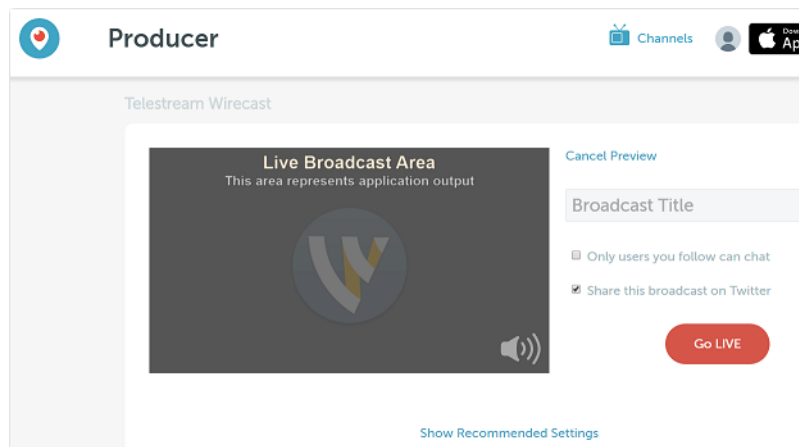 Producer
Channels
Telestream Wirecast
Live Broadcast Area
This area represents application output
Cancel Preview
Broadcast Title
Only users you follow can chat
Share this broadcast on Twitter
Go LIVE
Show Recommended Settings